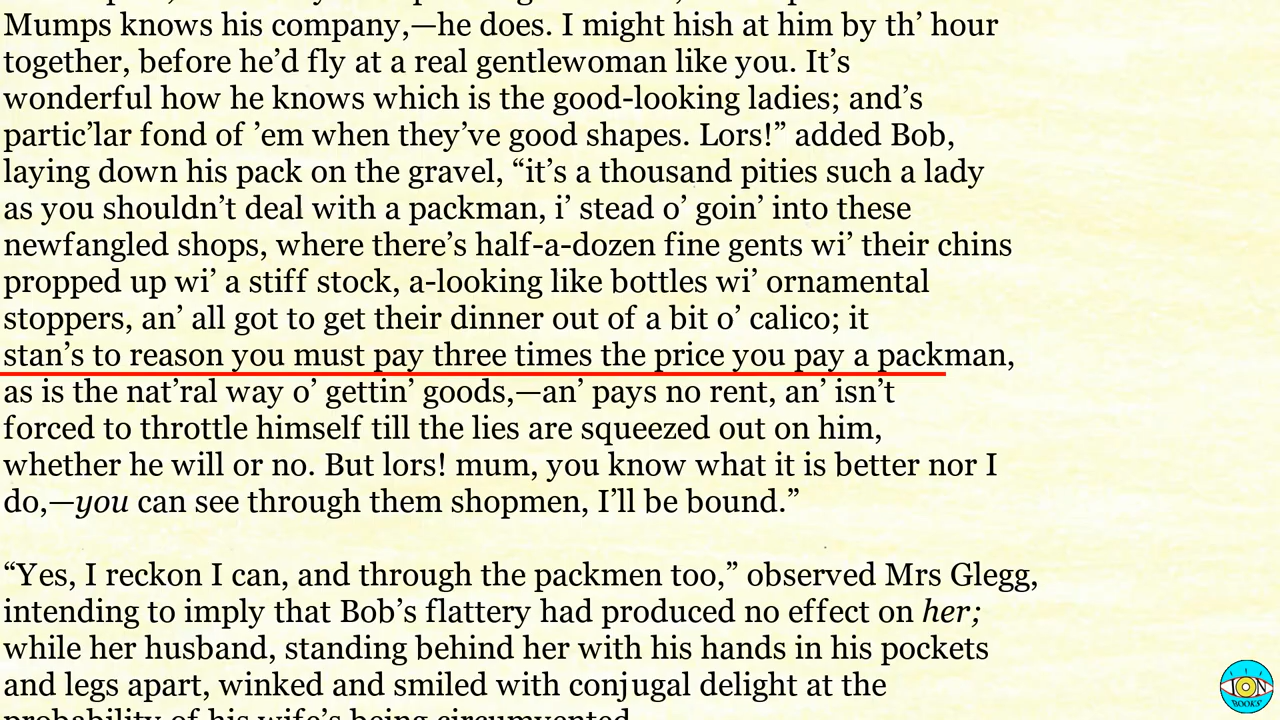 Mumps knows his company,—he does. I might hish at him by th’ hour
together, before he’d fly at a real gentlewoman like you. It’s
wonderful how he knows which is the good-looking ladies; and’s
partic’lar fond of ’em when they’ve good shapes. Lors!” added Bob,
laying down his pack on the gravel, “it’s a thousand pities such a lady
as you shouldn’t deal with a packman, i’ stead o’ goin’ into these
newfangled shops, where there’s half-a-dozen fine gents wi’ their chins
propped up wi’ a stiff stock, a-looking like bottles wi’ ornamental
stoppers, an’ all got to get their dinner out of a bit o’ calico; it
stan’s to reason you must pay three times the price you pay a packman,
as is the nat’ral way o’ gettin’ goods,—an’ pays no rent, an’ isn’t
forced to throttle himself till the lies are squeezed out on him,
whether he will or no. But lors! mum, you know what it is better nor I
do,—you can see through them shopmen, I’ll be bound.”
“Yes, I reckon I can, and through the packmen too,” observed Mrs Glegg,
intending to imply that Bob’s flattery had produced no effect on her;
while her husband, standing behind her with his hands in his pockets
and legs apart, winked and smiled with conjugal delight at the
probability of his wife’s being circumvented.
ION
BOOKS